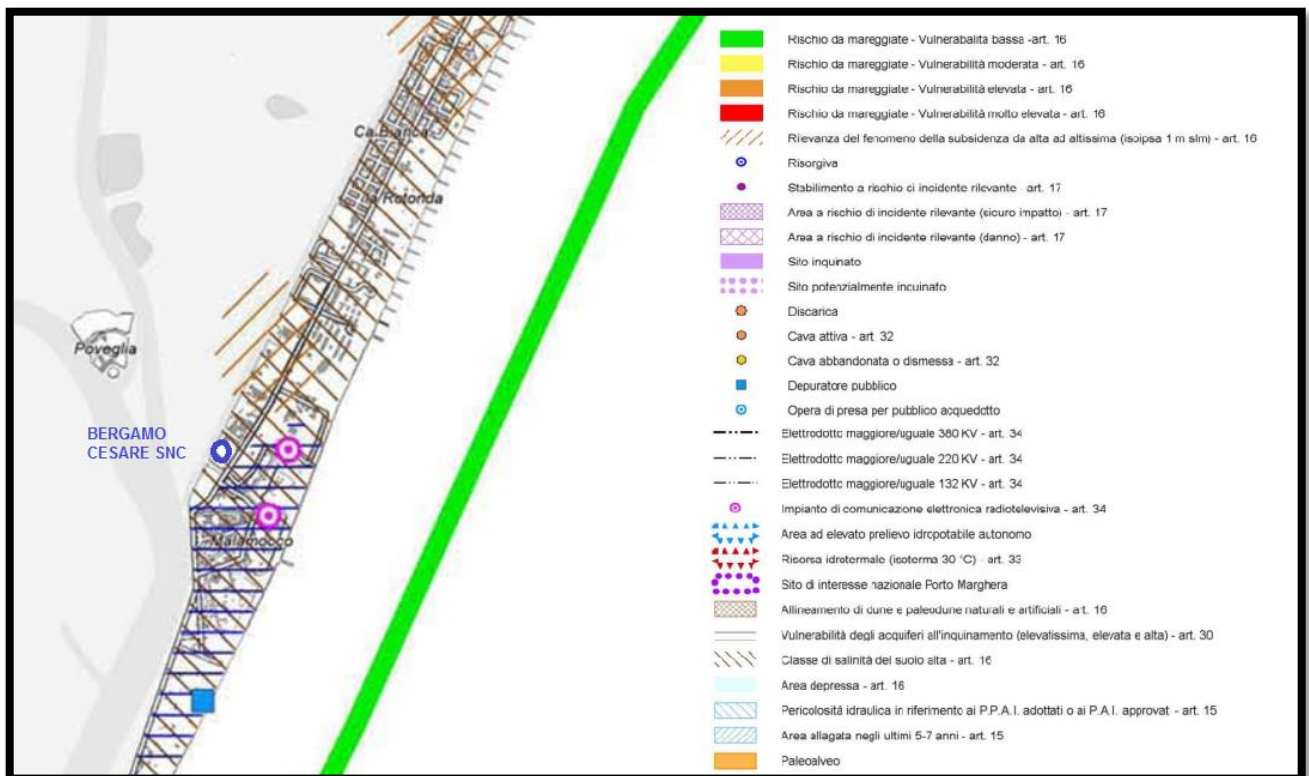 Ca Bianca
la Rotonda
Poveglia
BERGAMO
CESARE SNC
Malamocco
Rischio da mareggiate - Vulnerabalità bassa -art. 16
Rischio da mareggiate - Vulnerabilità moderata - art. 16
Rischio da mareggiate - Vulnerabilità elevata - art. 16
Rischio da mareggiate - Vulnerabilità molto elevata - art. 16
Rilevanza del fenomeno della subsidenza da alta ad altissima (isoipsa 1 m slm) - art. 16
Risorgiva
Stabilimento a rischio di incidente rilevante - art. 17
Area a rischio di incidente rilevante (sicuro impatto) - art. 17
Area a rischio di incidente rilevante (danno) - art. 17
Sito inquinato
Sito potenzialmente inquinato
Discarica
Cava attiva - art. 32
Cava abbandonata o dismessa - art. 32
Depuratore pubblico
Opera di presa per pubblico acquedotto
Elettrodotto maggiore/uguale 380 KV - art. 34
Elettrodotto maggiore/uguale 220 KV - art. 34
Elettrodotto maggiore/uguale 132 KV - art. 34
Impianto di comunicazione elettronica radiotelevisiva - art. 34
Area ad elevato prelievo idropotabile autonomo
Risorsa idrotermale (isoterma 30 °C) - art. 33
Sito di interesse nazionale Porto Marghera
Allineamento di dune e paleodune naturali e artificiali - art. 16
Vulnerabilità degli acquiferi all'inquinamento (elevatissima, elevata e alta) - art. 30
Classe di salinità del suolo alta - art. 16
Area depressa - art. 16
Pericolosità idraulica in riferimento ai P.P.A.I. adottati o ai P.A.I. approvat - art. 15
Area allagata negli ultimi 5-7 anni - art. 15
Paleoalveo